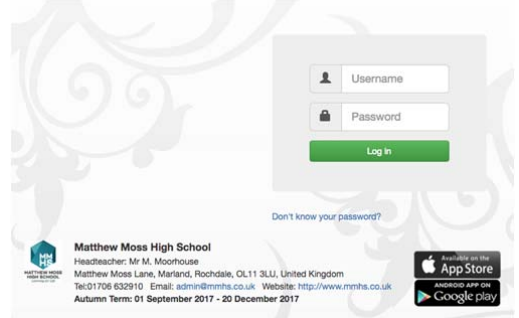 Username
Password
Log in
Don't know your password?
MM
HS
MATTHEW MOSS
HIGH SCHOOL
Matthew Moss High School
Headteacher: Mr M. Moorhouse
Matthew Moss Lane, Marland, Rochdale, OL11 3LU, United Kingdom
Tel:01706 632910 Email: admin@mmhs.co.uk Website: http://www.mmhs.co.uk
Autumn Term: 01 September 2017 - 20 December 2017
Available on the
App Store
ANDROID APP ON
Google play